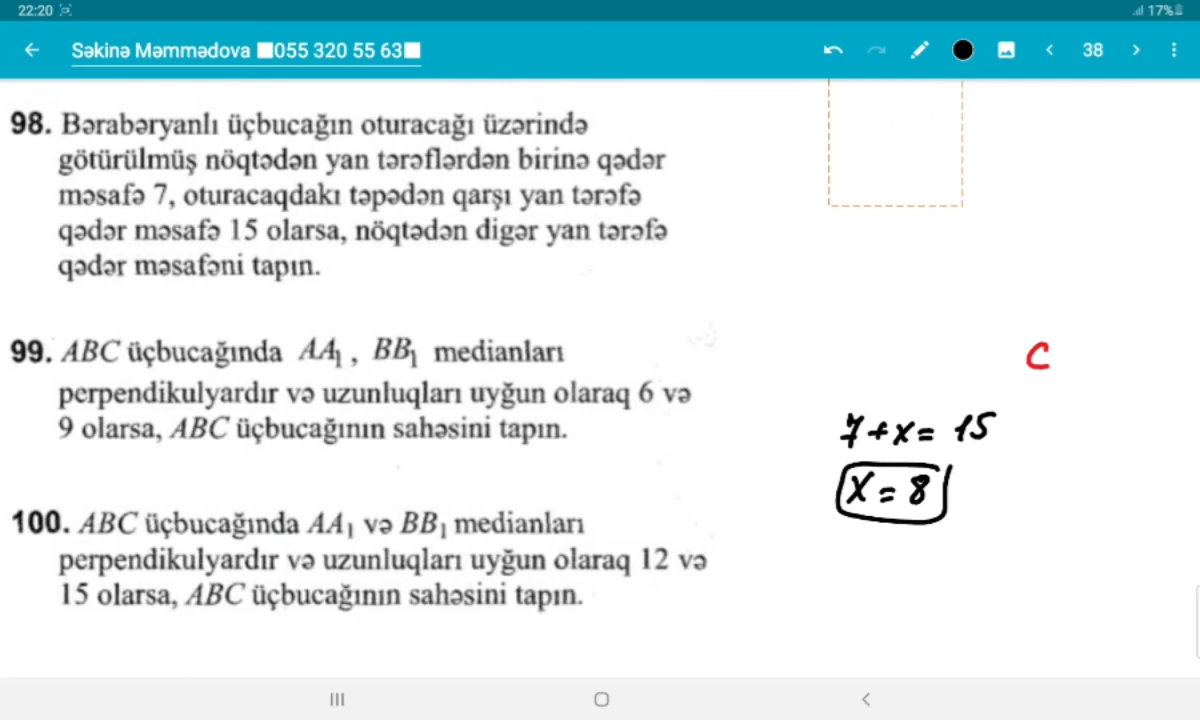 22:20 17%
Səkinə Məmmədova 055 320 55 63 38
98. Bərabəryanlı üçbucağın oturacağı üzərində
götürülmüş nöqtədən yan tərəflərdən birinə qədər
məsafə 7, oturacaqdakı təpədən qarşı yan tərəfə
qədər məsafə 15 olarsa, nöqtədən digər yan tərəfə
qədər məsafəni tapın.
99. ABC üçbucağında AA₁, BB₁ medianları
perpendikulyardır və uzunluqları uyğun olaraq 6 və
9 olarsa, ABC üçbucağının sahəsini tapın.
C
7+x= 15
x=8
100. ABC üçbucağında AA₁ və BB₁ medianları
perpendikulyardır və uzunluqları uyğun olaraq 12 və
15 olarsa, ABC üçbucağının sahəsini tapın.